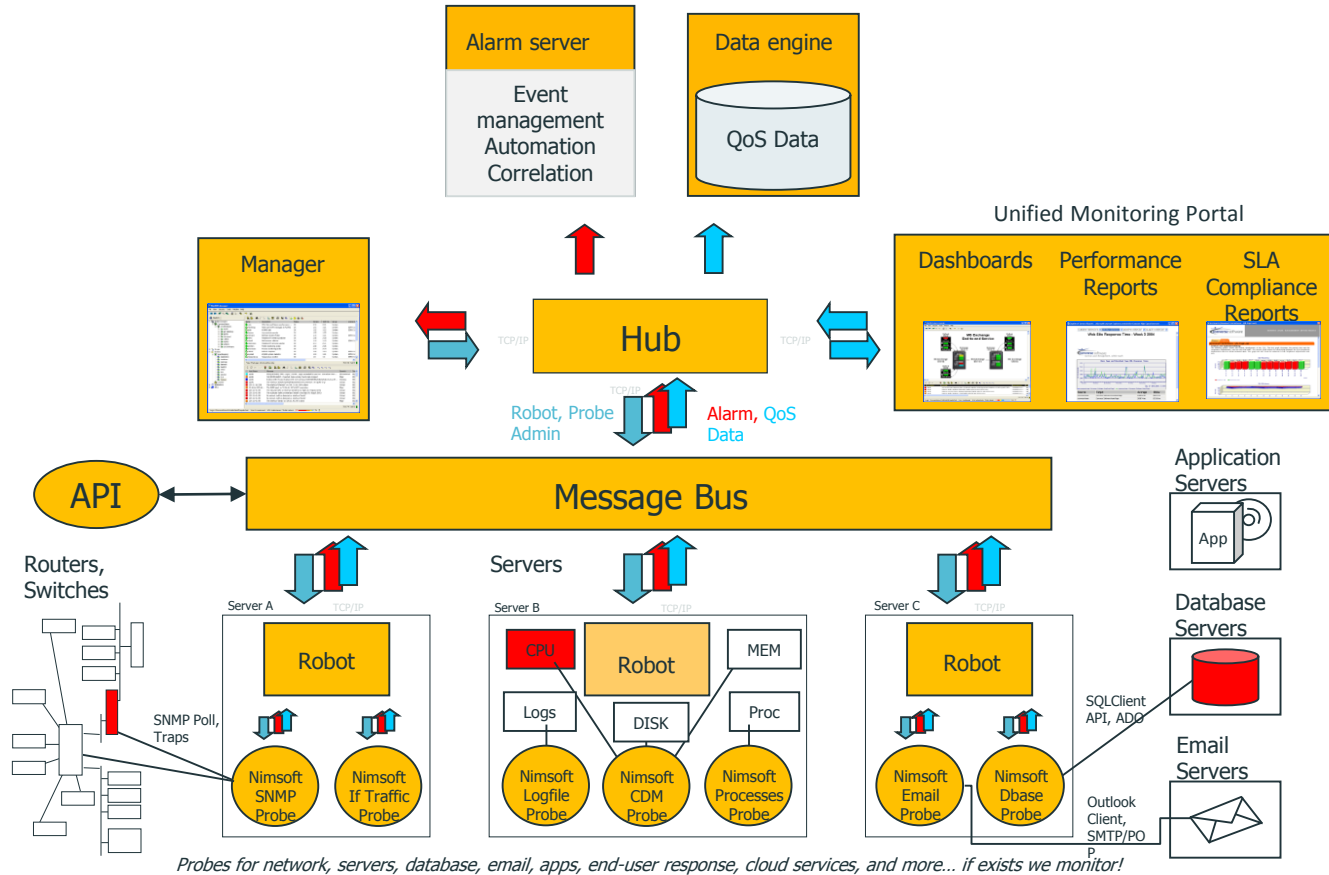 Alarm server
Event
management
Automation
Correlation
Data engine
QoS Data
Unified Monitoring Portal
Manager
Dashboards
Performance
Reports
SLA
Compliance
Reports
TCP/IP
Hub
TCP/IP
TCP/IP
Robot, Probe
Admin
Alarm, QoS
Data
API
Message Bus
Application
Servers
App
Routers,
Switches
Servers
Server A
TCP/IP
Server B
TCP/IP
Server C
TCP/IP
Database
Servers
Robot
CPU
Robot
MEM
Robot
Logs
DISK
Proc
SNMP Poll,
Traps
SQLClient
API, ADO
Email
Servers
Nimsoft
SNMP
Probe
Nimsoft
If Traffic
Probe
Nimsoft
Logfile
Probe
Nimsoft
CDM
Probe
Nimsoft
Processes
Probe
Nimsoft
Email
Probe
Nimsoft
Dbase
Probe
Outlook
Client,
SMTP/PO
P
Probes for network, servers, database, email, apps, end-user response, cloud services, and more... if exists we monitor!